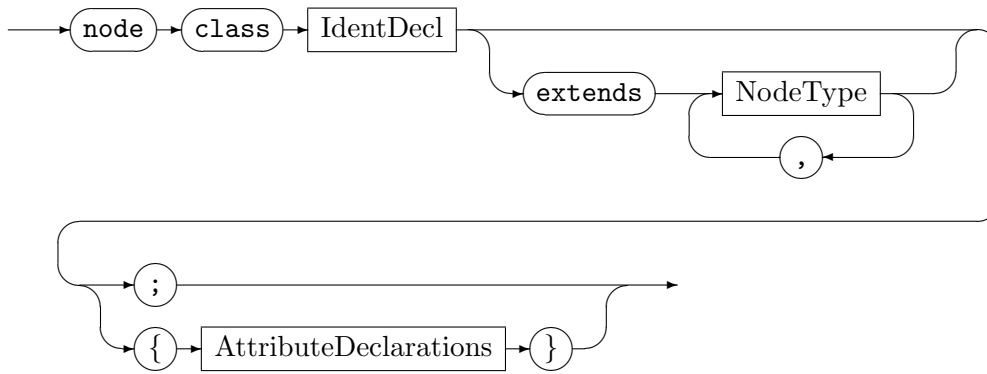 node class IdentDecl
extends NodeType
,
;
{ AttributeDeclarations }